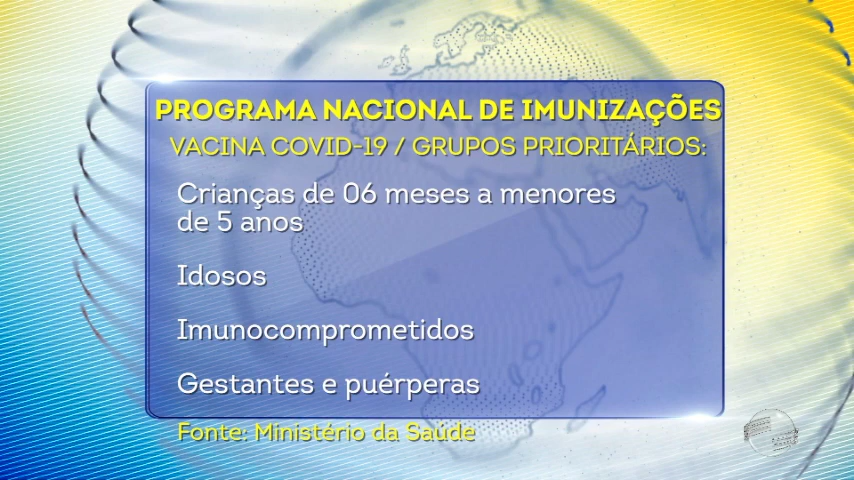 PROGRAMA NACIONAL DE IMUNIZAÇÕES
VACINA COVID-19 / GRUPOS PRIORITÁRIOS:
Crianças de 06 meses a menores
de 5 anos
Idosos
Imunocomprometidos
Gestantes e puérperas
Fonte: Ministério da Saúde